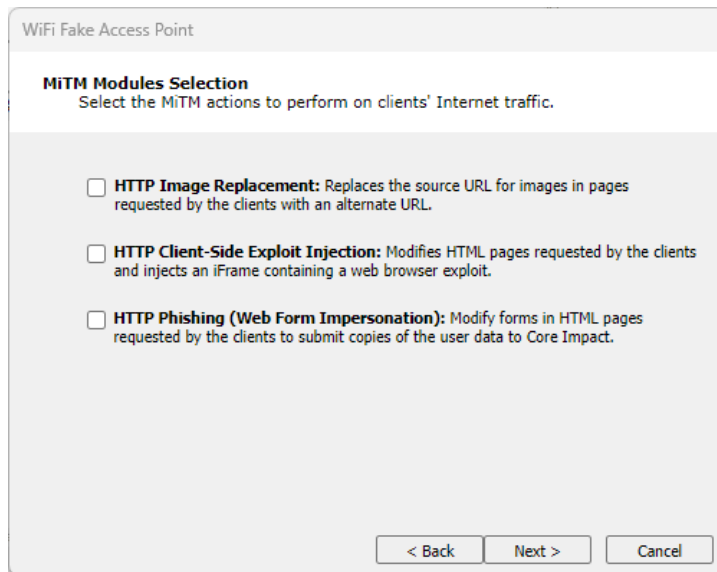 WiFi Fake Access Point
MiTM Modules Selection
Select the MiTM actions to perform on clients' Internet traffic.
HTTP Image Replacement: Replaces the source URL for images in pages
requested by the clients with an alternate URL.
HTTP Client-Side Exploit Injection: Modifies HTML pages requested by the clients
and injects an iFrame containing a web browser exploit.
HTTP Phishing (Web Form Impersonation): Modify forms in HTML pages
requested by the clients to submit copies of the user data to Core Impact.
< Back
Next >
Cancel